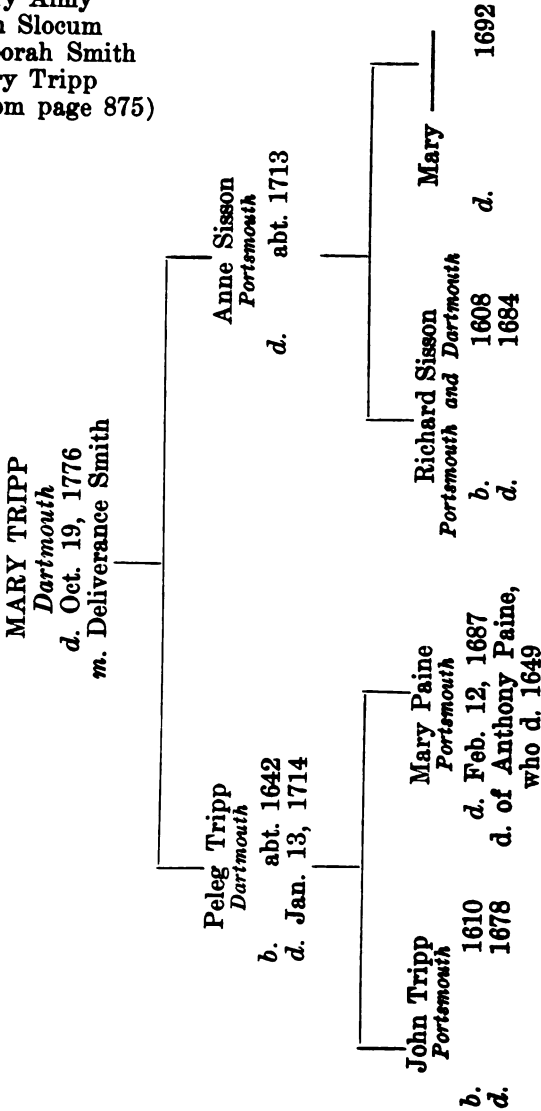 n Slocum
orah Smith
ry Tripp
om page 875)
MARY TRIPP
Dartmouth
d. Oct. 19, 1776
m. Deliverance Smith
Peleg Tripp
Dartmouth
b. abt. 1642
d. Jan. 13, 1714
Anne Sisson
Portsmouth
d. abt. 1713
John Tripp
Portsmouth
b. 1610
d. 1678
Mary Paine
Portsmouth
d. Feb. 12, 1687
d. of Anthony Paine,
who d. 1649
Richard Sisson
Portsmouth and Dartmouth
b. 1608
d. 1684
Mary ———
d. 1692